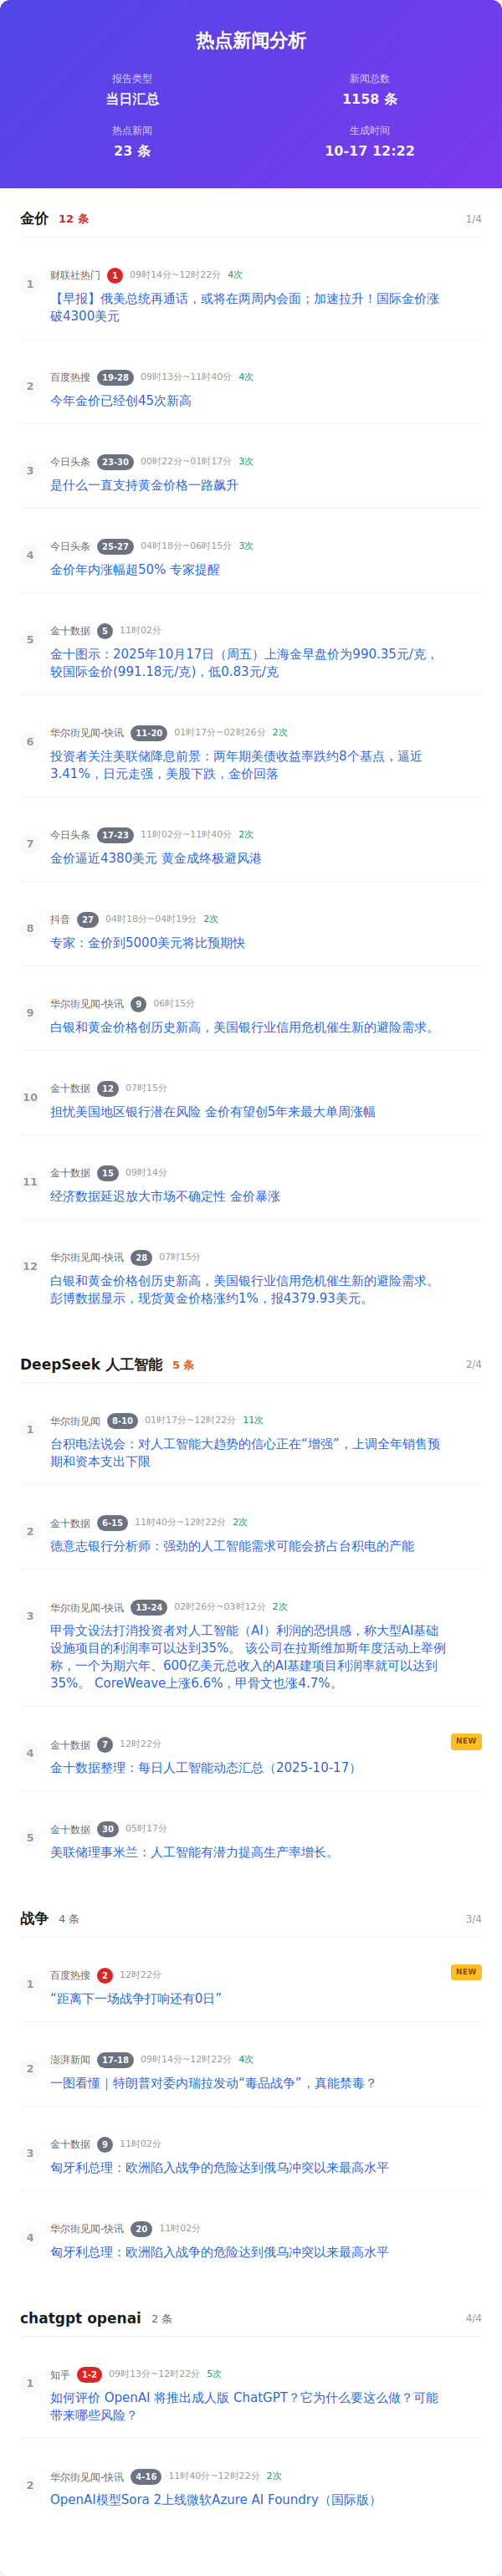 热点新闻分析
报告类型
当日汇总
新闻总数
1158 条
热点新闻
23 条
生成时间
10-17 12:22
金价 12 条 1/4
1
财联社热门 1 09时14分~12时22分 4次
【早报】俄美总统再通话，或将在两周内会面；加速拉升！国际金价涨
破4300美元
2
百度热搜 19-28 09时13分~11时40分 4次
今年金价已经创45次新高
3
今日头条 23-30 00时22分~01时17分 3次
是什么一直支持黄金价格一路飙升
4
今日头条 25-27 04时18分~06时15分 3次
金价年内涨幅超50% 专家提醒
5
金十数据 5 11时02分
金十图示：2025年10月17日（周五）上海金早盘价为990.35元/克，
较国际金价(991.18元/克)，低0.83元/克
6
华尔街见闻-快讯 11-20 01时17分~02时26分 2次
投资者关注美联储降息前景：两年期美债收益率跌约8个基点，逼近
3.41%，日元走强，美股下跌，金价回落
7
今日头条 17-23 11时02分~11时40分 2次
金价逼近4380美元 黄金成终极避风港
8
抖音 27 04时18分~04时19分 2次
专家：金价到5000美元将比预期快
9
华尔街见闻-快讯 9 06时15分
白银和黄金价格创历史新高，美国银行业信用危机催生新的避险需求。
10
金十数据 12 07时15分
担忧美国地区银行潜在风险 金价有望创5年来最大单周涨幅
11
金十数据 15 09时14分
经济数据延迟放大市场不确定性 金价暴涨
12
华尔街见闻-快讯 28 07时15分
白银和黄金价格创历史新高，美国银行业信用危机催生新的避险需求。
彭博数据显示，现货黄金价格涨约1%，报4379.93美元。
DeepSeek 人工智能 5 条 2/4
1
华尔街见闻 8-10 01时17分~12时22分 11次
台积电法说会：对人工智能大趋势的信心正在“增强”，上调全年销售预
期和资本支出下限
2
金十数据 6-15 11时40分~12时22分 2次
德意志银行分析师：强劲的人工智能需求可能会挤占台积电的产能
3
华尔街见闻-快讯 13-24 02时26分~03时12分 2次
甲骨文设法打消投资者对人工智能（AI）利润的恐惧感，称大型AI基础
设施项目的利润率可以达到35%。 该公司在拉斯维加斯年度活动上举例
称，一个为期六年、600亿美元总收入的AI基建项目利润率就可以达到
35%。 CoreWeave上涨6.6%，甲骨文也涨4.7%。
4
金十数据 7 12时22分 NEW
金十数据整理：每日人工智能动态汇总（2025-10-17）
5
金十数据 30 05时17分
美联储理事米兰：人工智能有潜力提高生产率增长。
战争 4 条 3/4
1
百度热搜 2 12时22分 NEW
“距离下一场战争打响还有0日”
2
澎湃新闻 17-18 09时14分~12时22分 4次
一图看懂｜特朗普对委内瑞拉发动“毒品战争”，真能禁毒？
3
金十数据 9 11时02分
匈牙利总理：欧洲陷入战争的危险达到俄乌冲突以来最高水平
4
华尔街见闻-快讯 20 11时02分
匈牙利总理：欧洲陷入战争的危险达到俄乌冲突以来最高水平
chatgpt openai 2 条 4/4
1
知乎 1-2 09时13分~12时22分 5次
如何评价 OpenAI 将推出成人版 ChatGPT？它为什么要这么做？可能
带来哪些风险？
2
华尔街见闻-快讯 4-16 11时40分~12时22分 2次
OpenAI模型Sora 2上线微软Azure AI Foundry（国际版）